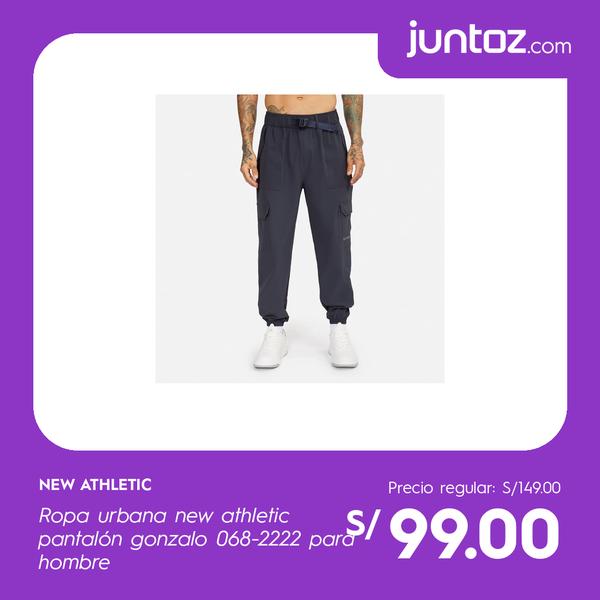 juntoz.com
NEW ATHLETIC
Ropa urbana new athletic
pantalón gonzalo 068-2222 para
hombre
Precio regular: S/149.00
S/ 99.00